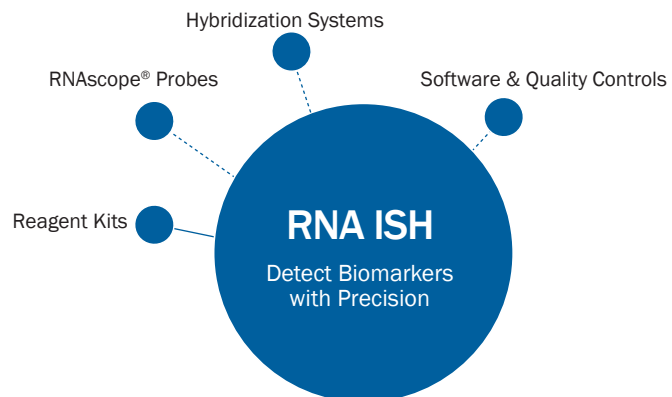 Hybridization Systems
RNAscope® Probes
Software & Quality Controls
Reagent Kits
RNA ISH
Detect Biomarkers
with Precision